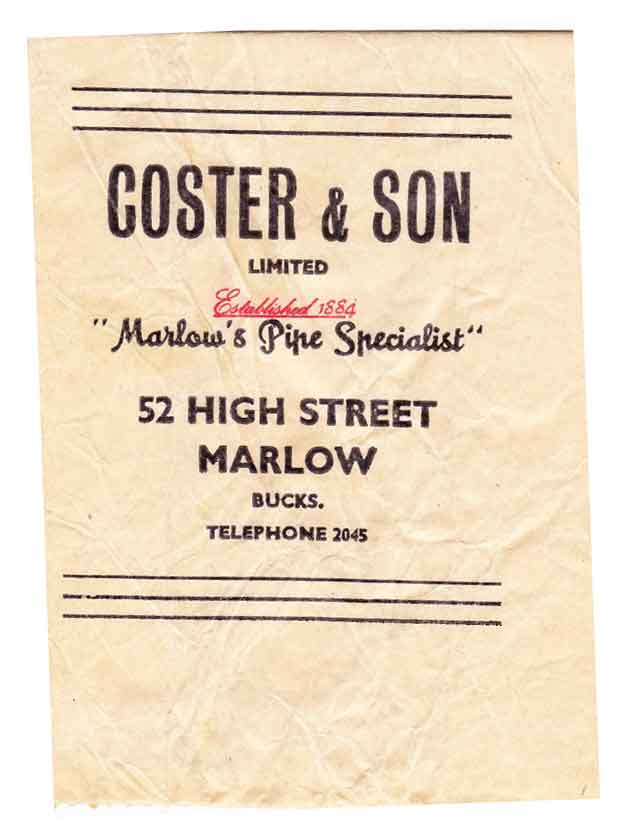 COSTER & SON
LIMITED
Established 1884
"Marlow's Pipe Specialist"
52 HIGH STREET
MARLOW
BUCKS.
TELEPHONE 2045